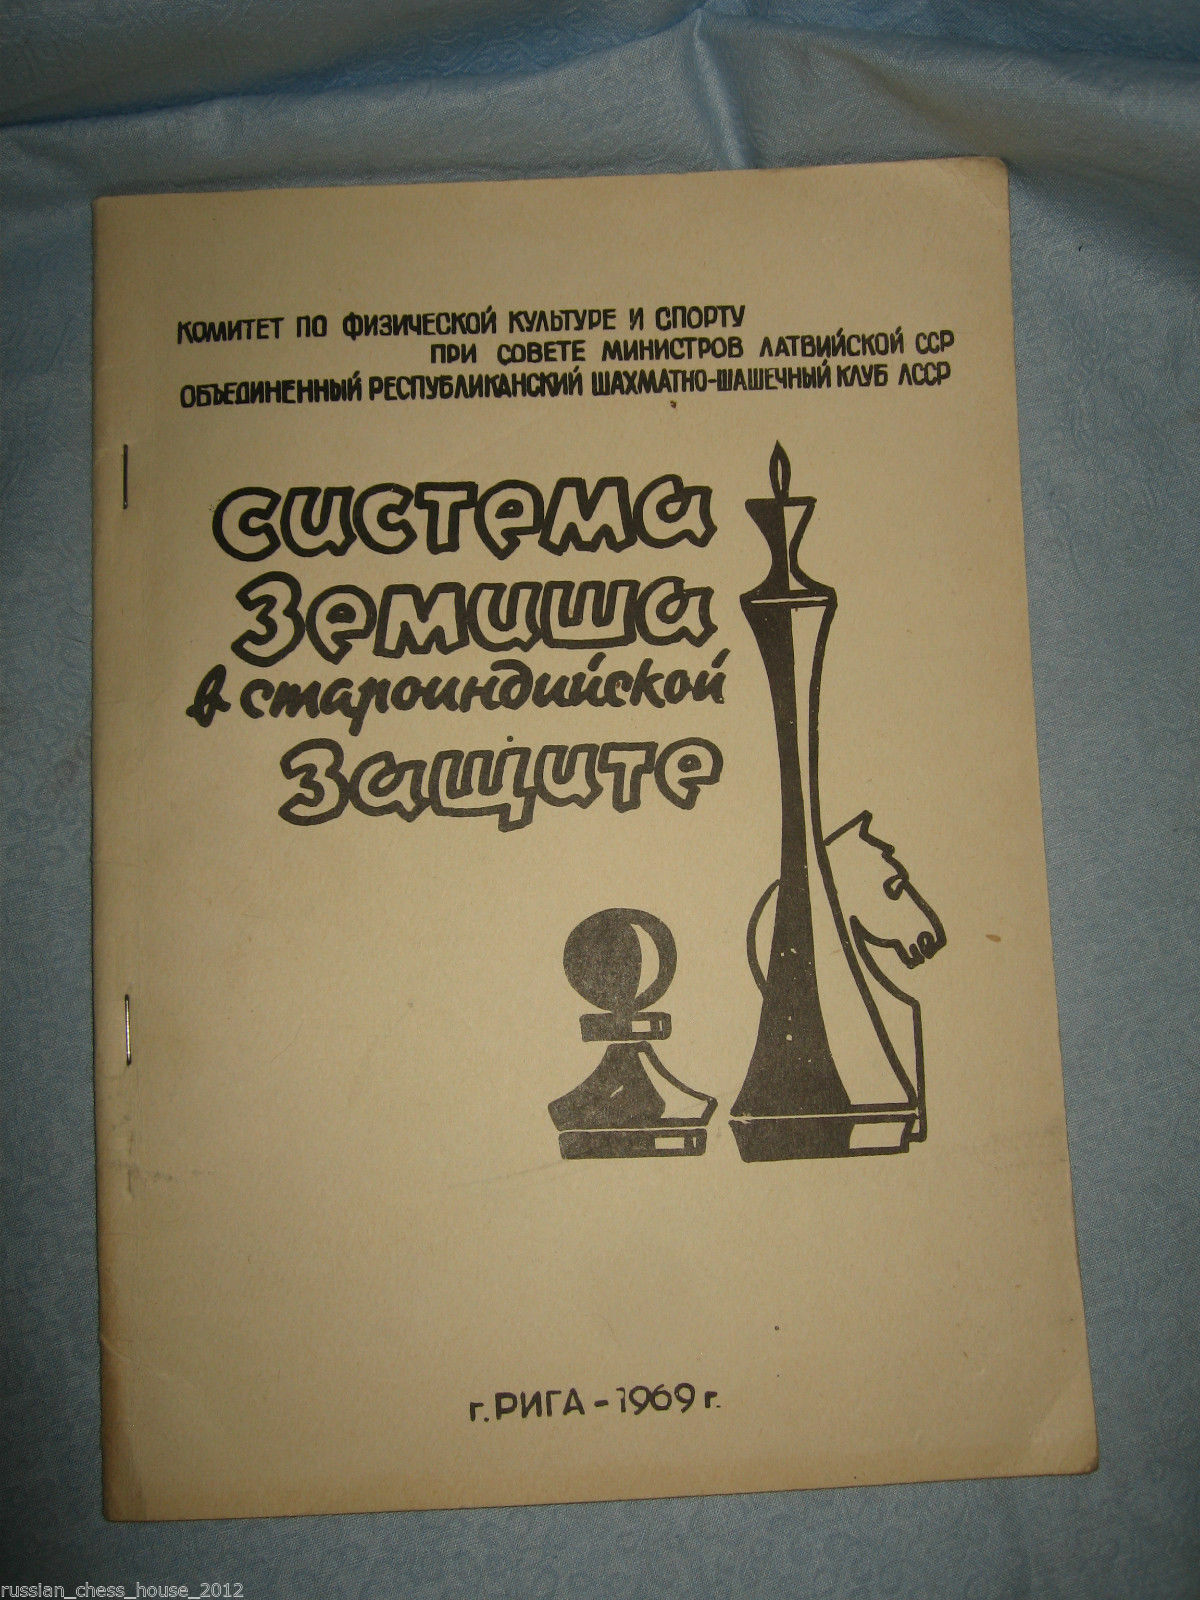 КОМИТЕТ ПО ФИЗИЧЕСКОЙ КУЛЬТУРЕ И СПОРТУ
ПРИ СОВЕТЕ МИНИСТРОВ ЛАТВИЙСКОЙ ССР
ОБЪЕДИНЕННЫЙ РЕСПУБЛИКАНСКИЙ ШАХМАТНО-ШАШЕЧНЫЙ КЛУБ ЛССР
система
Земиша
в староиндийской
Защите
г. РИГА - 1969 г.
russian_chess_house_2012